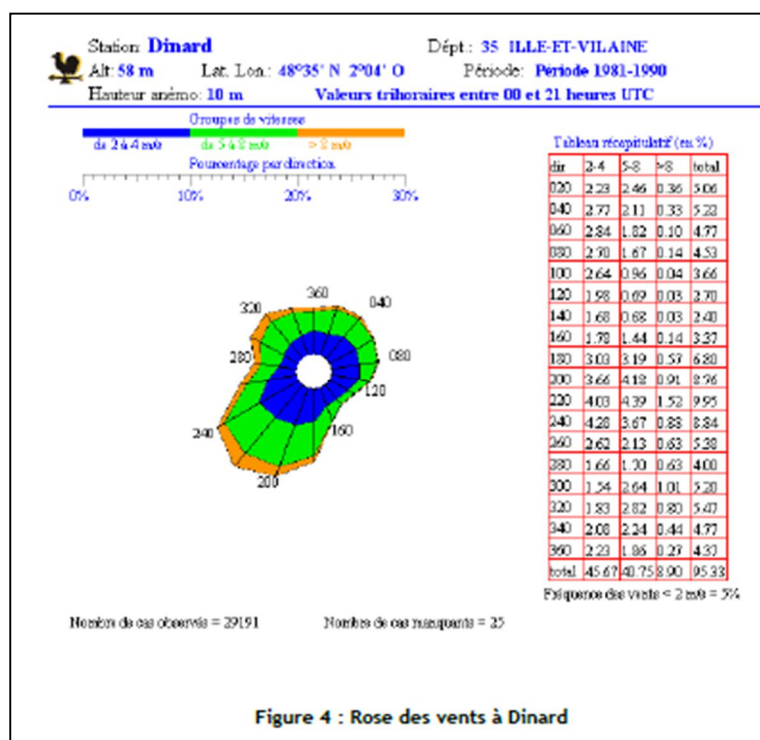 Station: Dinard Dépt.: 35 ILLE-ET-VILAINE
Alt: 58 m Lat. Lon.: 48°35' N 2°04' O Période: Période 1981-1990
Hauteur anémo: 10 m Valeurs trihoraires entre 00 et 21 heures UTC
Groupes de vitesses
de 2 à 4 m/s de 5 à 8 m/s > 8 m/s
Pourcentage par direction
0% 10% 20% 30%
360
320 040
280 080
120
240 160
200
Tableau récapitulatif (en %)
dir 2-4 5-8 >8 total
020 2.23 2.46 0.36 5.06
040 2.77 2.11 0.33 5.22
060 2.84 1.82 0.10 4.77
080 2.70 1.67 0.14 4.53
100 2.64 0.96 0.04 3.66
120 1.98 0.69 0.03 2.70
140 1.68 0.68 0.03 2.40
160 1.78 1.44 0.14 3.37
180 3.03 3.19 0.57 6.80
200 3.66 4.18 0.91 8.76
220 4.03 4.39 1.52 9.95
240 4.28 3.67 0.88 8.84
260 2.62 2.13 0.63 5.38
280 1.66 1.70 0.63 4.00
300 1.54 2.64 1.01 5.20
320 1.83 2.82 0.80 5.47
340 2.08 2.24 0.44 4.77
360 2.23 1.86 0.27 4.37
total 45.67 40.75 8.90 95.33
Fréquence des vents < 2 m/s = 5%
Nombre de cas observés = 29191 Nombre de cas manquants = 25
Figure 4 : Rose des vents à Dinard